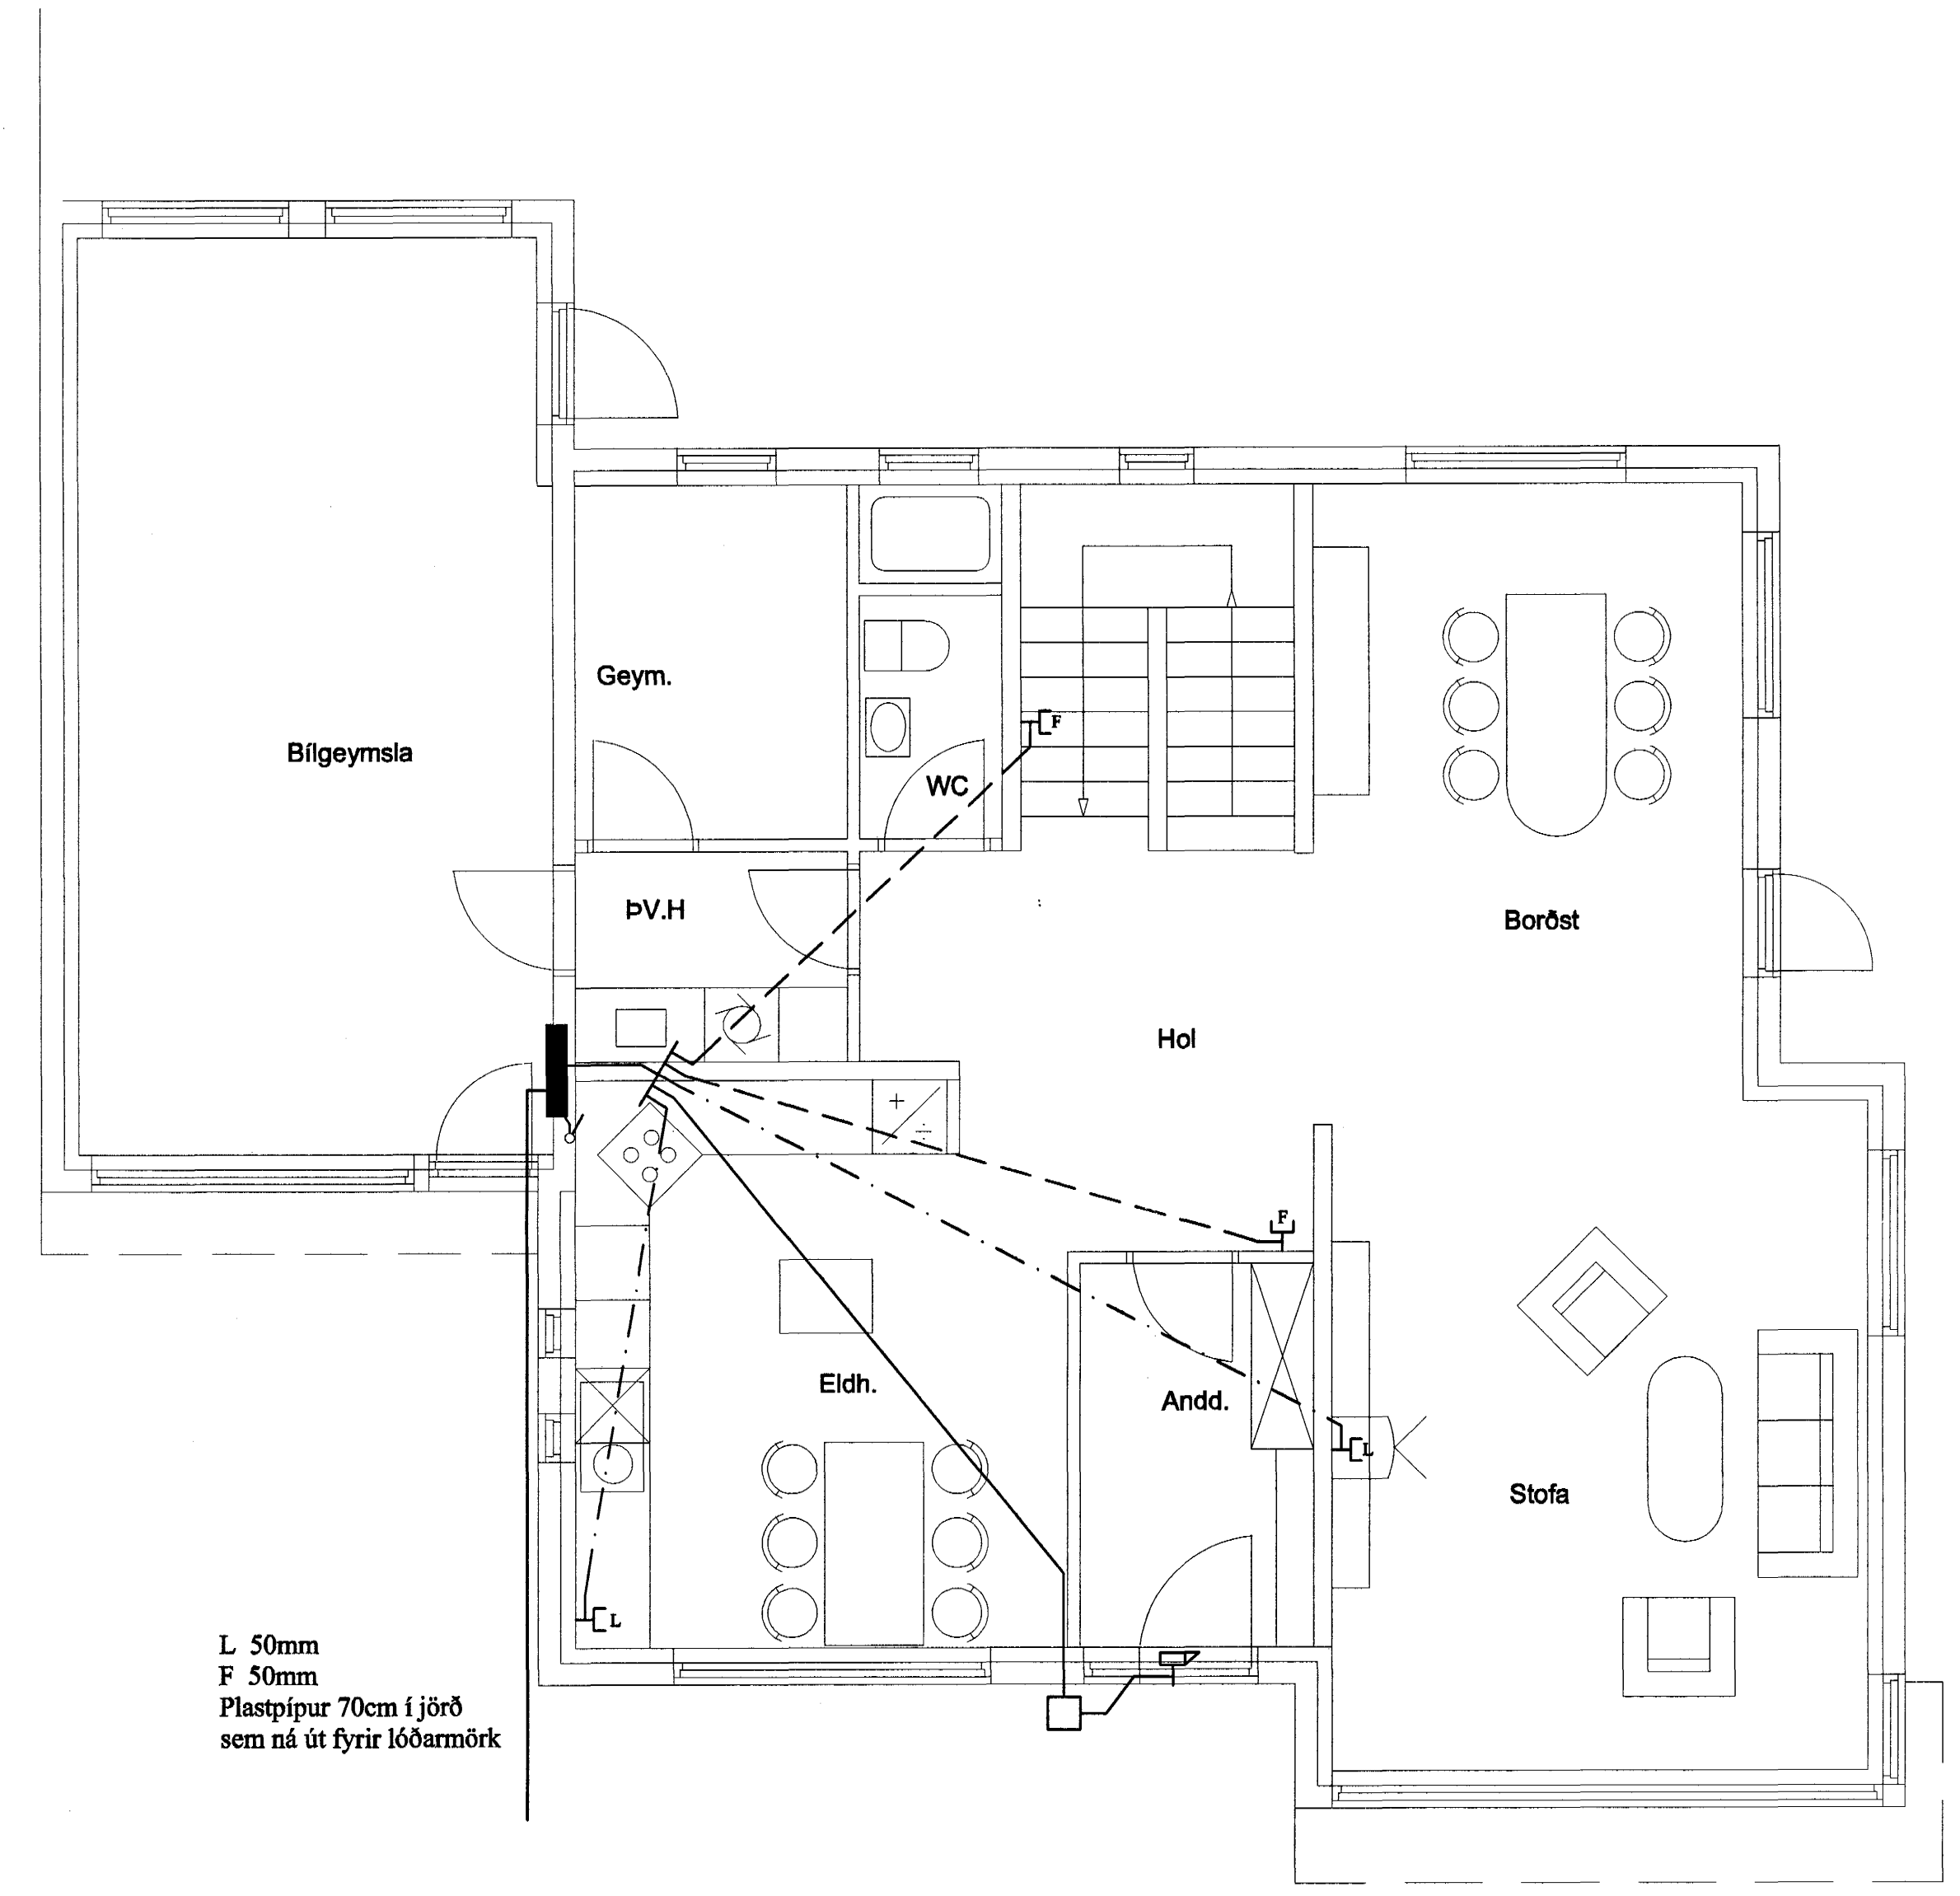 Geym.
Bílgeymsla
F
WC
ÞV.H
Borðst
Hol
F
Eldh.
Andd.
L
Stofa
L
L 50mm
F 50mm
Plastpípur 70cm í jörð
sem ná út fyrir lóðarmörk